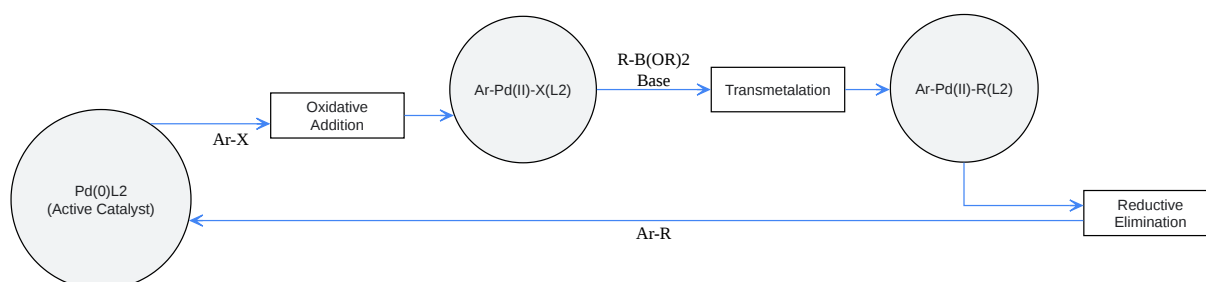 Pd(0)L2
(Active Catalyst)
Ar-X
Oxidative
Addition
Ar-Pd(II)-X(L2)
R-B(OR)2
Base
Transmetalation
Ar-Pd(II)-R(L2)
Reductive
Elimination
Ar-R